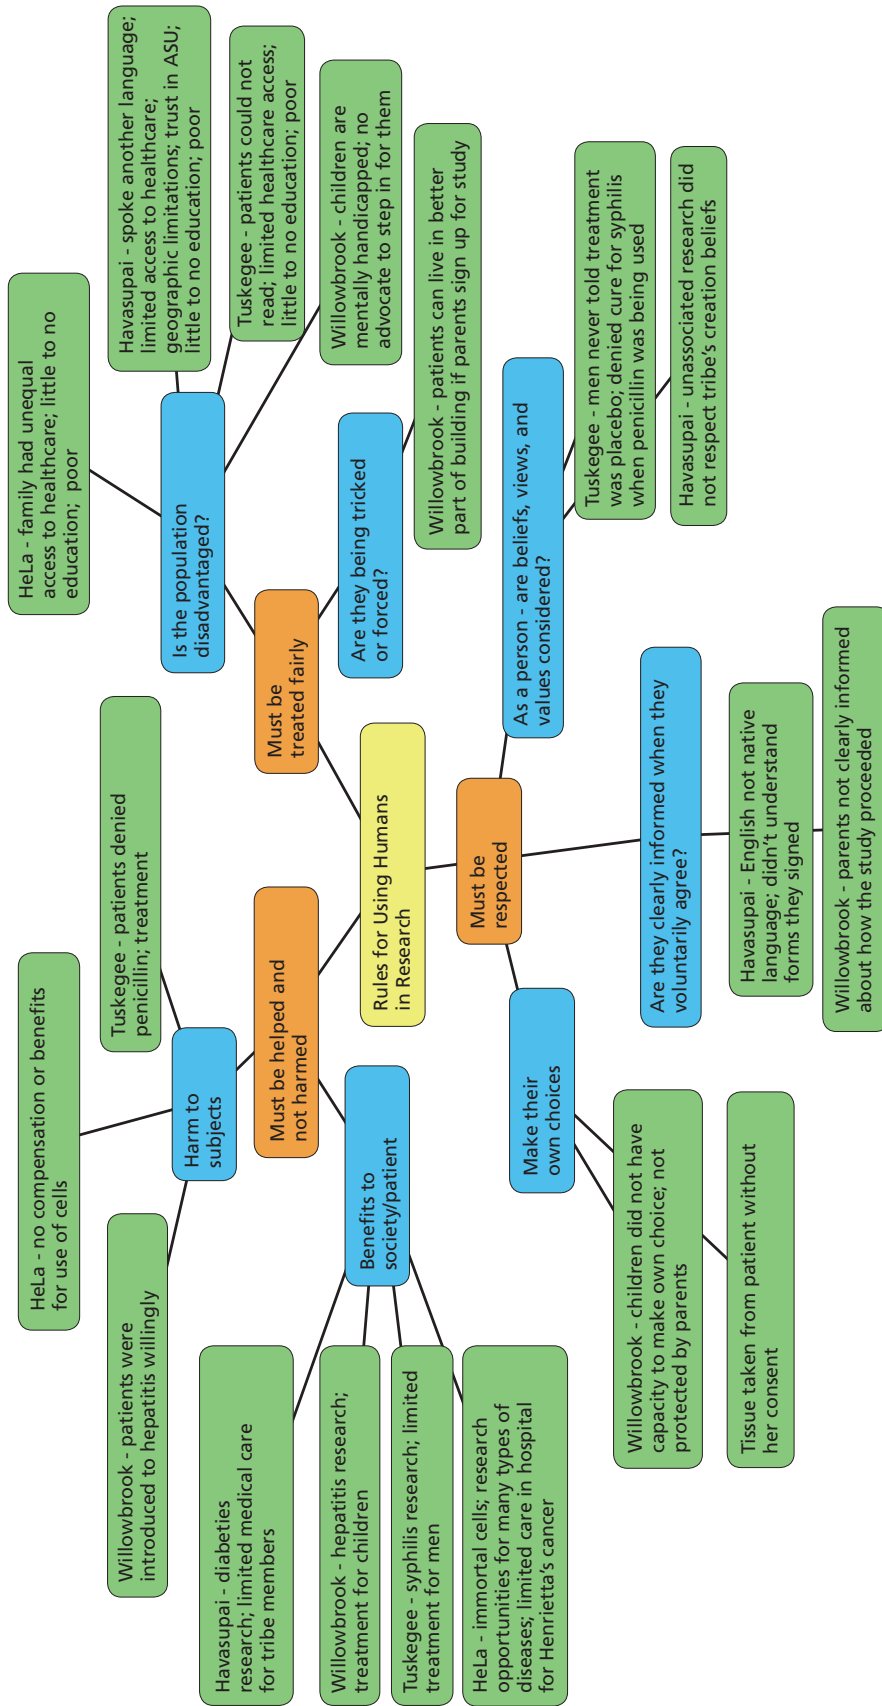 HeLa - no compensation or benefits
for use of cells
Willowbrook - patients were
introduced to hepatitis willingly
Tuskegee - patients denied
penicillin; treatment
Harm to
subjects
Havasupai - diabeties
research; limited medical care
for tribe members
Willowbrook - hepatitis research;
treatment for children
Tuskegee - syphilis research; limited
treatment for men
HeLa - immortal cells; research
opportunities for many types of
diseases; limited care in hospital
for Henrietta's cancer
Benefits to
society/patient
Must be helped and
not harmed
Rules for Using Humans
in Research
Must be
treated fairly
HeLa - family had unequal
access to healthcare; little to no
education;  poor
Havasupai - spoke another language;
limited access to healthcare;
geographic limitations; trust in ASU;
little to no education; poor
Is the population
disadvantaged?
Tuskegee - patients could not
read; limited healthcare access;
little to no education; poor
Willowbrook - children are
mentally handicapped; no
advocate to step in for them
Are they being tricked
or forced?
Willowbrook - patients can live in better
part of building if parents sign up for study
Must be
respected
Make their
own choices
Willowbrook - children did not have
capacity to make own choice; not
protected by parents
Tissue taken from patient without
her consent
Are they clearly informed when they
voluntarily agree?
Havasupai - English not native
language; didn't understand
forms they signed
Willowbrook - parents not clearly informed
about how the study proceeded
As a person - are beliefs, views, and
values considered?
Tuskegee - men never told treatment
was placebo; denied cure for syphilis
when penicillin was being used
Havasupai - unassociated research did
not respect tribe's creation beliefs